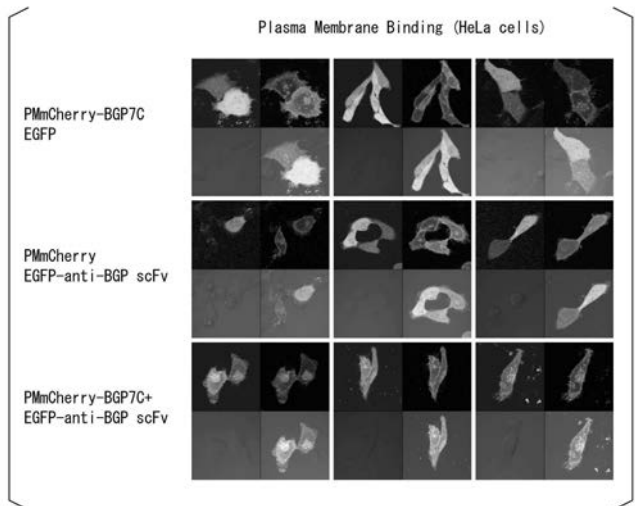 Plasma Membrane Binding (HeLa cells)
PMmCherry-BGP7C
EGFP
PMmCherry
EGFP-anti-BGP scFv
PMmCherry-BGP7C+
EGFP-anti-BGP scFv